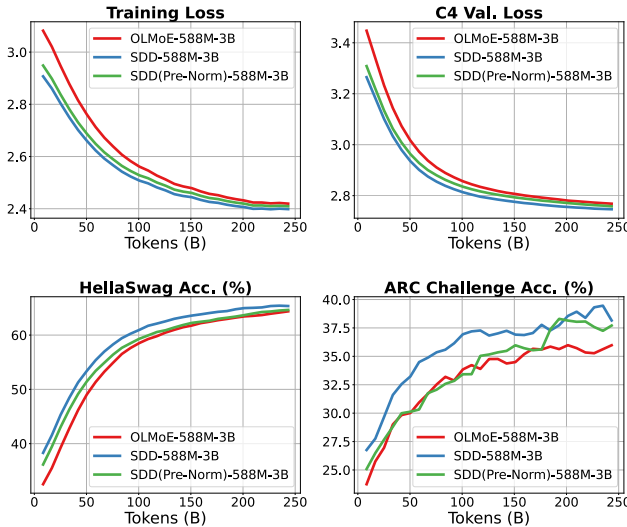 Training Loss
3.0
2.8
2.6
2.4
OLMoE-588M-3B
SDD-588M-3B
SDD(Pre-Norm)-588M-3B
0 50 100 150 200 250
Tokens (B)
C4 Val. Loss
3.4
3.2
3.0
2.8
OLMoE-588M-3B
SDD-588M-3B
SDD(Pre-Norm)-588M-3B
0 50 100 150 200 250
Tokens (B)
HellaSwag Acc. (%)
60
50
40
OLMoE-588M-3B
SDD-588M-3B
SDD(Pre-Norm)-588M-3B
0 50 100 150 200 250
Tokens (B)
ARC Challenge Acc. (%)
40.0
37.5
35.0
32.5
30.0
27.5
25.0
OLMoE-588M-3B
SDD-588M-3B
SDD(Pre-Norm)-588M-3B
0 50 100 150 200 250
Tokens (B)